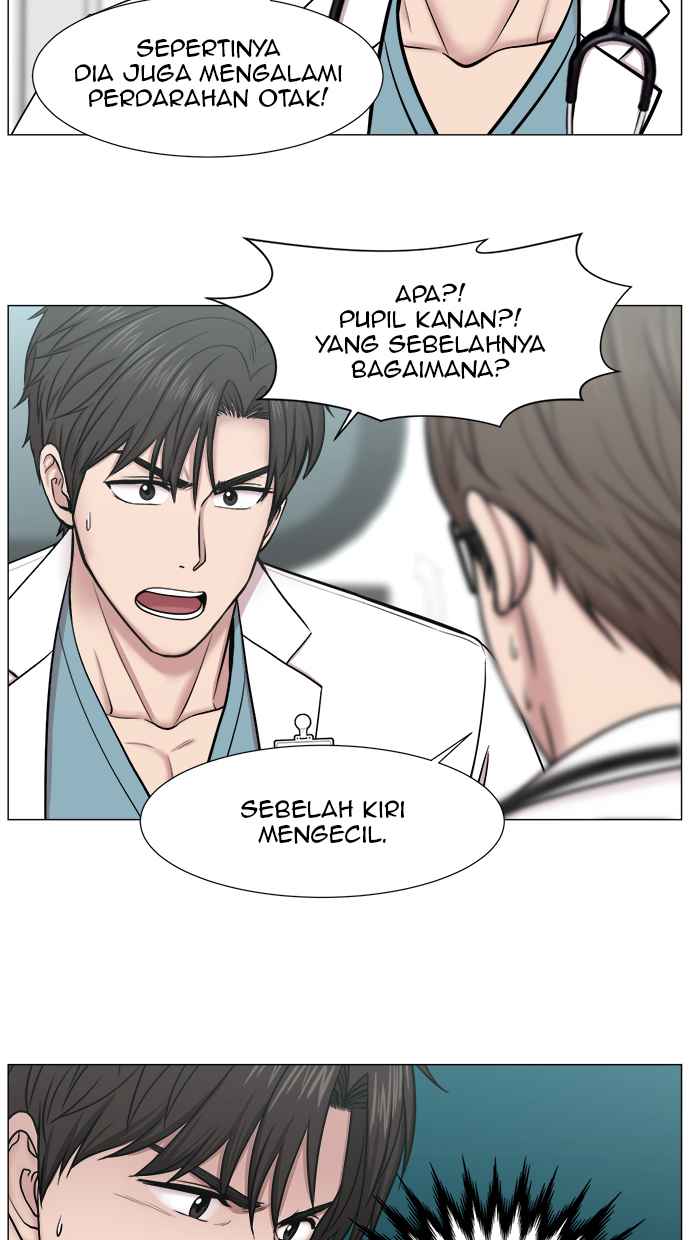 SEPERTINYA
DIA JUGA MENGALAMI
PERDARAHAN OTAK!
APA?!
PUPIL KANAN?!
YANG SEBELAHNYA
BAGAIMANA?
SEBELAH KIRI
MENGECIL.